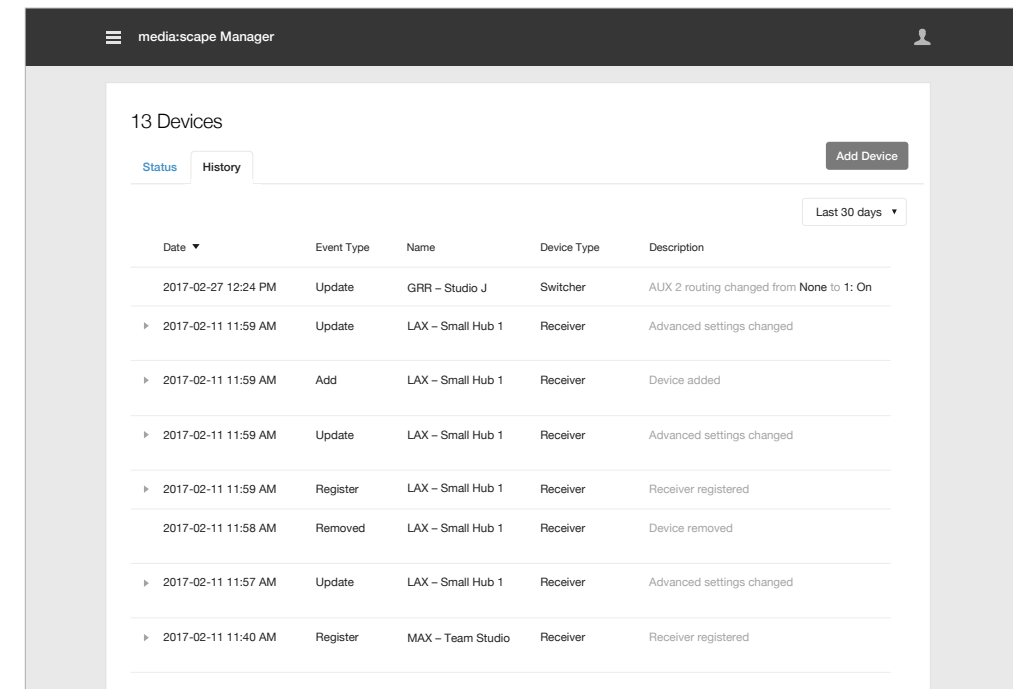 media:scape Manager
13 Devices
Status History Add Device
Last 30 days
Date Event Type Name Device Type Description
2017-02-27 12:24 PM Update GRR – Studio J Switcher AUX 2 routing changed from None to 1: On
2017-02-11 11:59 AM Update LAX – Small Hub 1 Receiver Advanced settings changed
2017-02-11 11:59 AM Add LAX – Small Hub 1 Receiver Device added
2017-02-11 11:59 AM Update LAX – Small Hub 1 Receiver Advanced settings changed
2017-02-11 11:59 AM Register LAX – Small Hub 1 Receiver Receiver registered
2017-02-11 11:58 AM Removed LAX – Small Hub 1 Receiver Device removed
2017-02-11 11:57 AM Update LAX – Small Hub 1 Receiver Advanced settings changed
2017-02-11 11:40 AM Register MAX – Team Studio Receiver Receiver registered